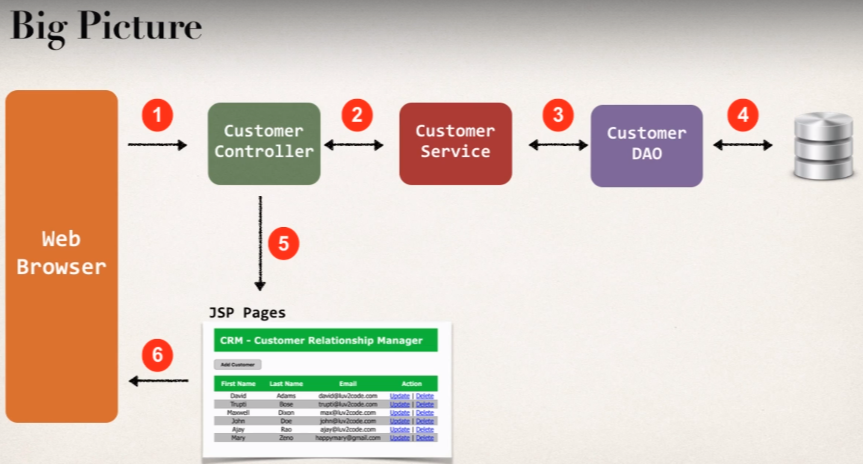 Big Picture
1
2
3
4
Customer
Controller
Customer
Service
Customer
DAO
Web
Browser
5
JSP Pages
6
CRM - Customer Relationship Manager
Add Customer
First Name Last Name Email Action
David Adams david@luv2code.com Update | Delete
Trupti Bose trupti@luv2code.com Update | Delete
Maxwell Dixon max@luv2code.com Update | Delete
John Doe john@luv2code.com Update | Delete
Ajay Rao ajay@luv2code.com Update | Delete
Mary Zeno happymary@gmail.com Update | Delete